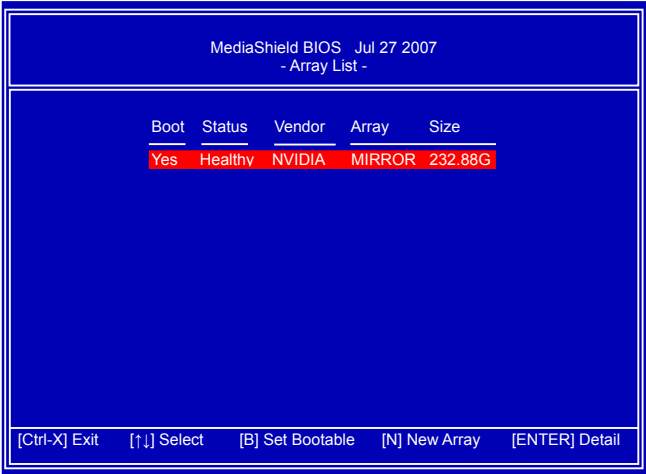 MediaShield BIOS Jul 27 2007
- Array List -
Boot Status Vendor Array Size
Yes Healthy NVIDIA MIRROR 232.88G
[Ctrl-X] Exit [↑↓] Select [B] Set Bootable [N] New Array [ENTER] Detail